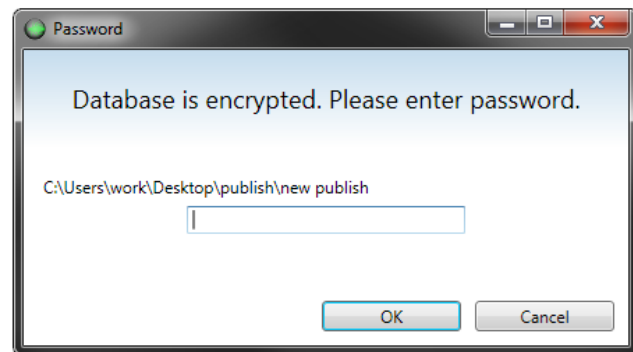 Password
Database is encrypted. Please enter password.
C:\Users\work\Desktop\publish\new publish
OK Cancel